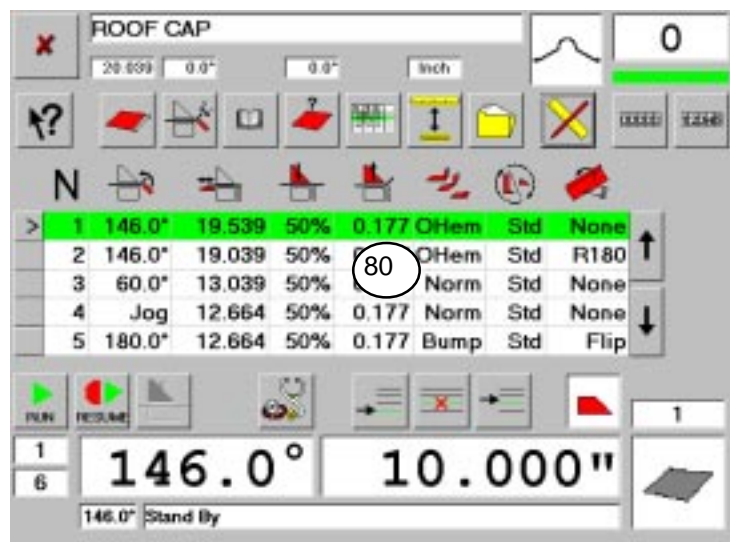 ROOF CAP
0
20.039 0.0° 0.0° Inch
?
?
N
> 1 146.0° 19.539 50% 0.177 OHem Std None
2 146.0° 19.039 50% OHem Std R180
3 60.0° 13.039 50% Norm Std None
80
4 Jog 12.664 50% 0.177 Norm Std None
5 180.0° 12.664 50% 0.177 Bump Std Flip
RUN RESUME
1
1
6
146.0° 10.000"
146.0° Stand By